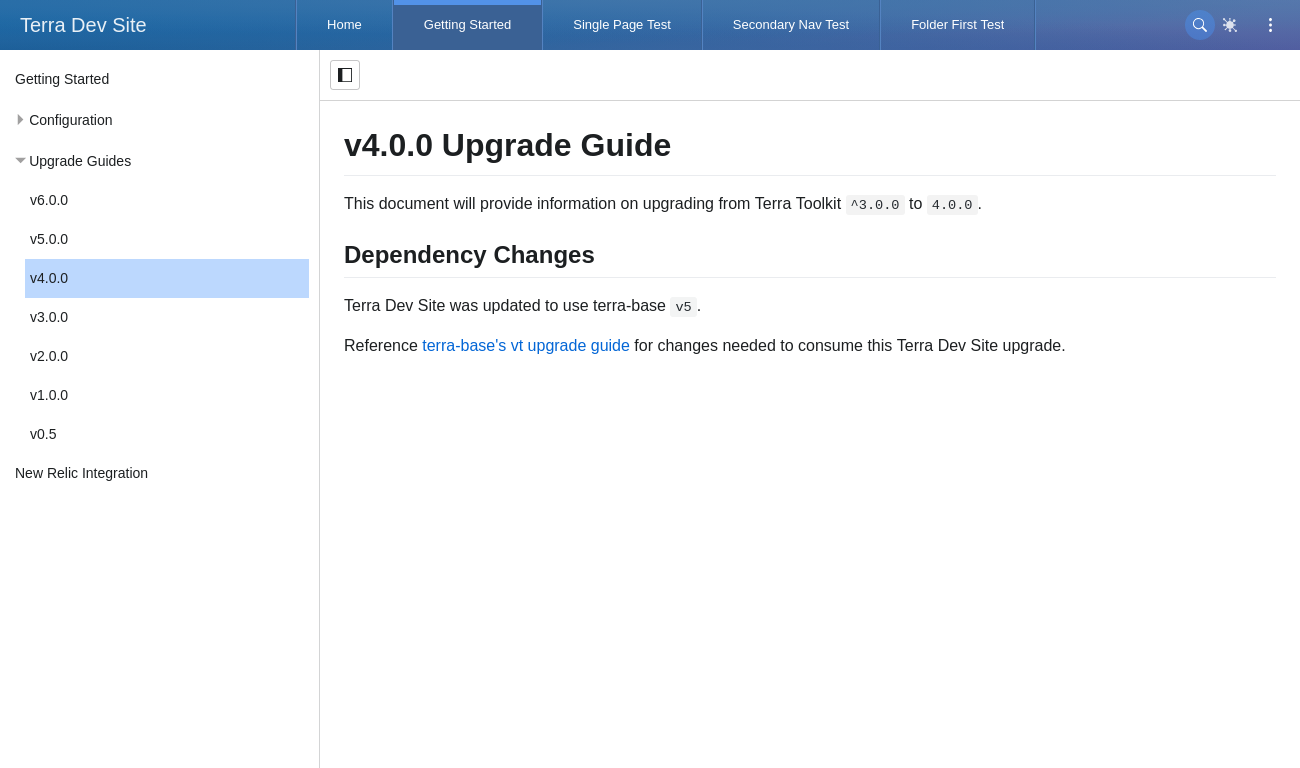 Terra Dev Site
Home
Getting Started
Single Page Test
Secondary Nav Test
Folder First Test
Getting Started
Configuration
Upgrade Guides
v6.0.0
v5.0.0
v4.0.0
v3.0.0
v2.0.0
v1.0.0
v0.5
New Relic Integration
v4.0.0 Upgrade Guide
This document will provide information on upgrading from Terra Toolkit ^3.0.0 to 4.0.0.
Dependency Changes
Terra Dev Site was updated to use terra-base v5.
Reference terra-base's vt upgrade guide for changes needed to consume this Terra Dev Site upgrade.